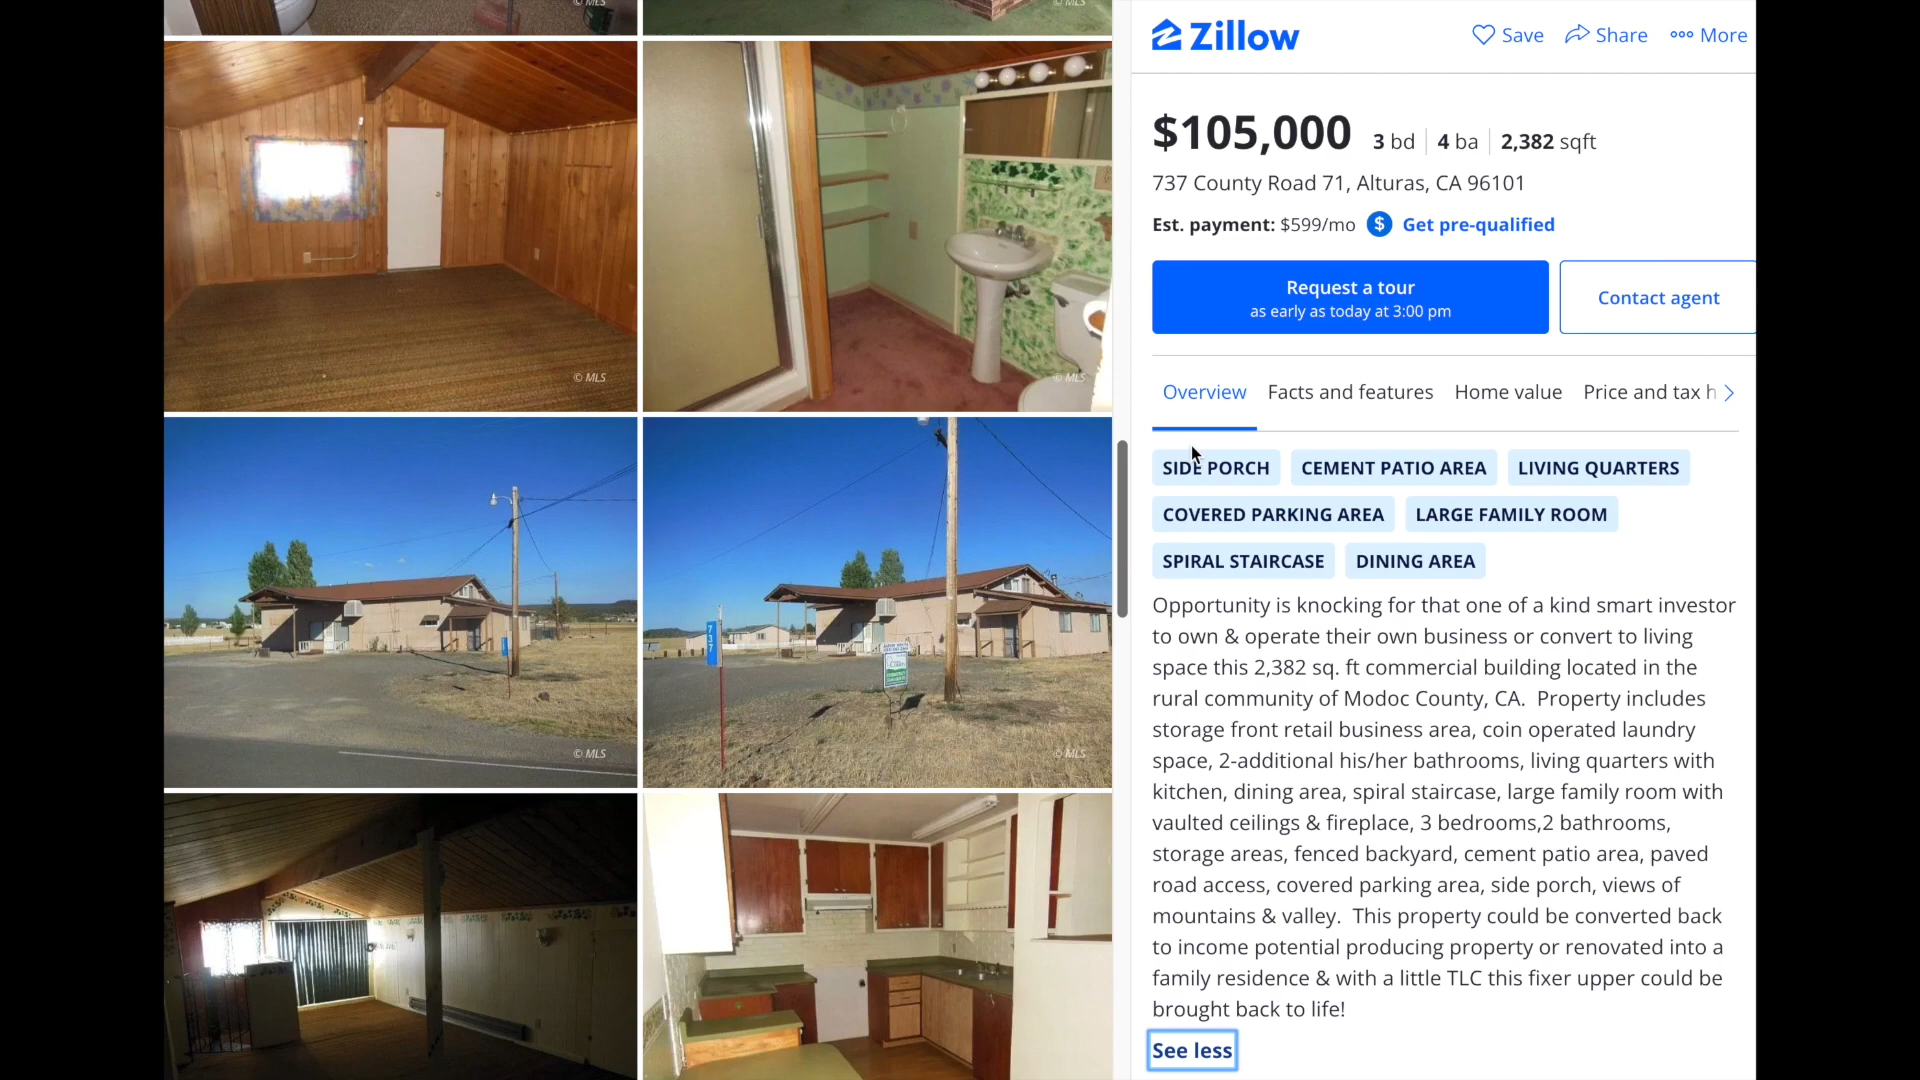 © MLS
© MLS
Zillow
Save
Share
More
$105,000
3 bd
4 ba
2,382 sqft
737 County Road 71, Alturas, CA 96101
Est. payment: $599/mo
$
Get pre-qualified
Request a tour
as early as today at 3:00 pm
Contact agent
Overview
Facts and features
Home value
Price and tax h
SIDE PORCH
CEMENT PATIO AREA
LIVING QUARTERS
COVERED PARKING AREA
LARGE FAMILY ROOM
SPIRAL STAIRCASE
DINING AREA
Opportunity is knocking for that one of a kind smart investor
to own & operate their own business or convert to living
space this 2,382 sq. ft commercial building located in the
rural community of Modoc County, CA.  Property includes
storage front retail business area, coin operated laundry
space, 2-additional his/her bathrooms, living quarters with
kitchen, dining area, spiral staircase, large family room with
vaulted ceilings & fireplace, 3 bedrooms,2 bathrooms,
storage areas, fenced backyard, cement patio area, paved
road access, covered parking area, side porch, views of
mountains & valley.  This property could be converted back
to income potential producing property or renovated into a
family residence & with a little TLC this fixer upper could be
brought back to life!
See less
© MLS
© MLS
737
© MLS
© MLS